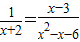 1/(x+2) = (x−3)/(x²−x−6)